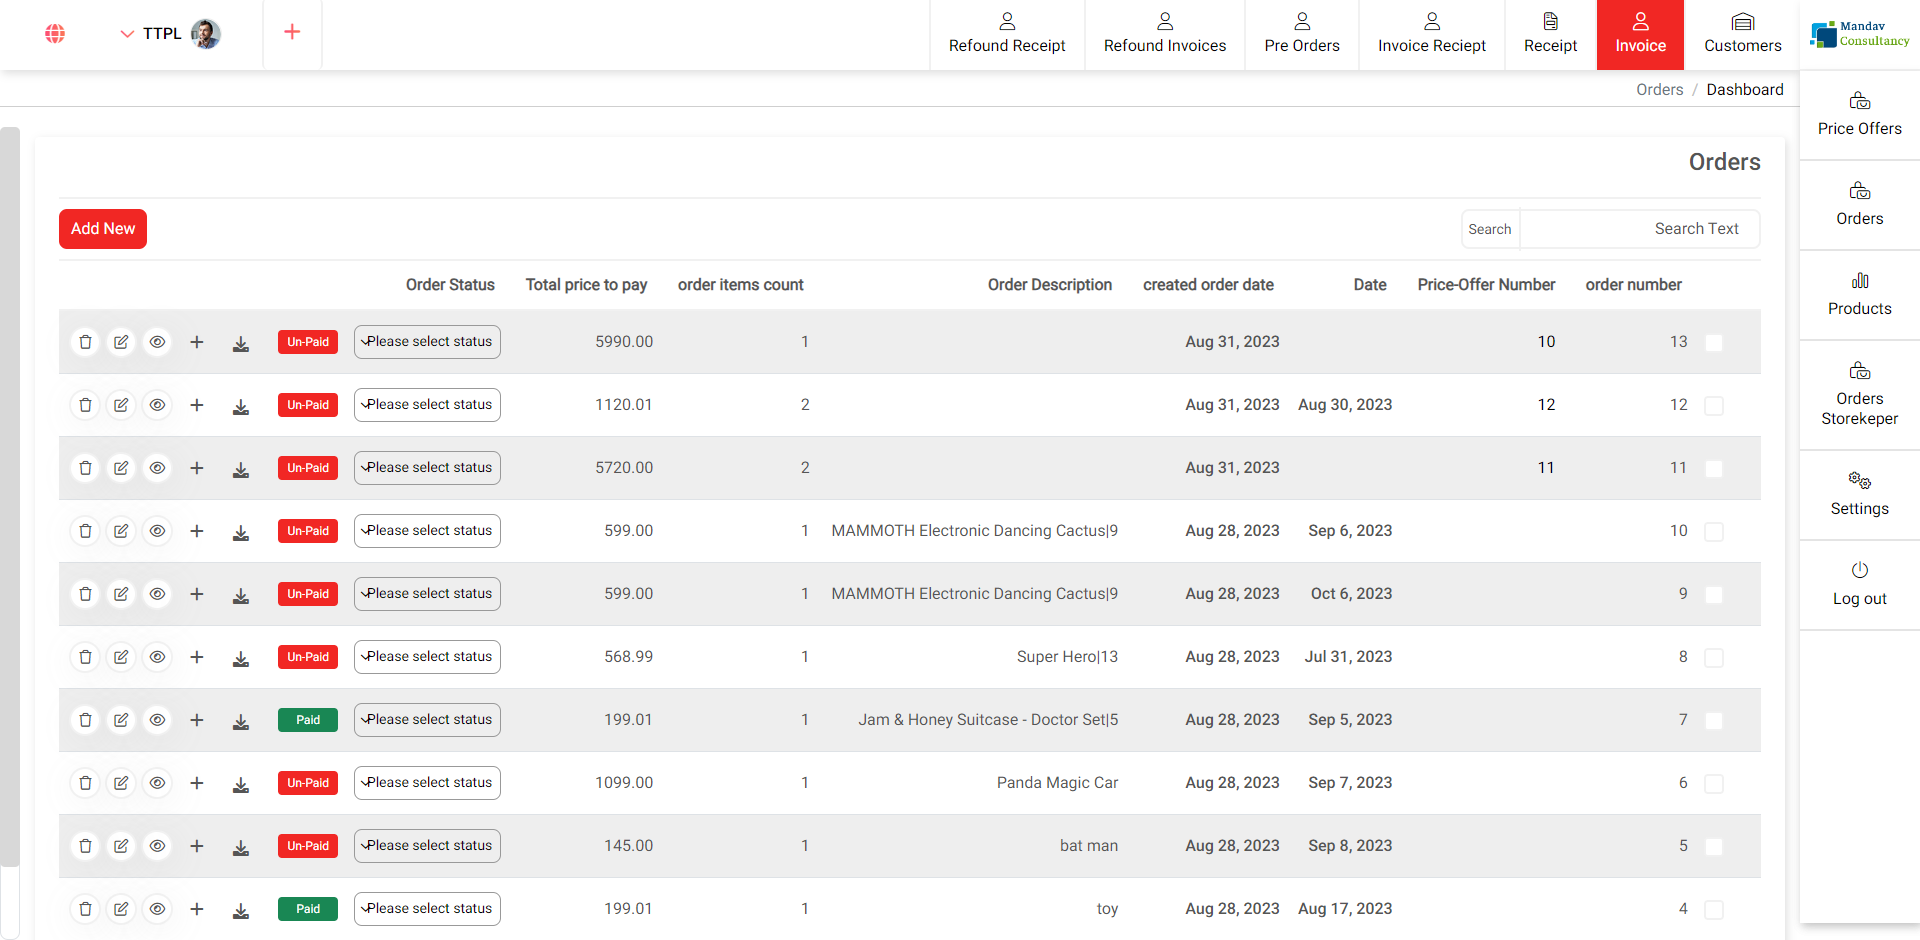 TTPL
Refound Receipt
Refound Invoices
Pre Orders
Invoice Reciept
Receipt
Invoice
Customers
Mandav
Consultancy
Orders / Dashboard
Price Offers
Orders
Products
Orders
Storekeper
Settings
Log out
Orders
Add New
Search
Search Text
Order Status Total price to pay order items count Order Description created order date Date Price-Offer Number order number
Un-Paid Please select status 5990.00 1 Aug 31, 2023 10 13
Un-Paid Please select status 1120.01 2 Aug 31, 2023 Aug 30, 2023 12 12
Un-Paid Please select status 5720.00 2 Aug 31, 2023 11 11
Un-Paid Please select status 599.00 1 MAMMOTH Electronic Dancing Cactus|9 Aug 28, 2023 Sep 6, 2023 10
Un-Paid Please select status 599.00 1 MAMMOTH Electronic Dancing Cactus|9 Aug 28, 2023 Oct 6, 2023 9
Un-Paid Please select status 568.99 1 Super Hero|13 Aug 28, 2023 Jul 31, 2023 8
Paid Please select status 199.01 1 Jam & Honey Suitcase - Doctor Set|5 Aug 28, 2023 Sep 5, 2023 7
Un-Paid Please select status 1099.00 1 Panda Magic Car Aug 28, 2023 Sep 7, 2023 6
Un-Paid Please select status 145.00 1 bat man Aug 28, 2023 Sep 8, 2023 5
Paid Please select status 199.01 1 toy Aug 28, 2023 Aug 17, 2023 4